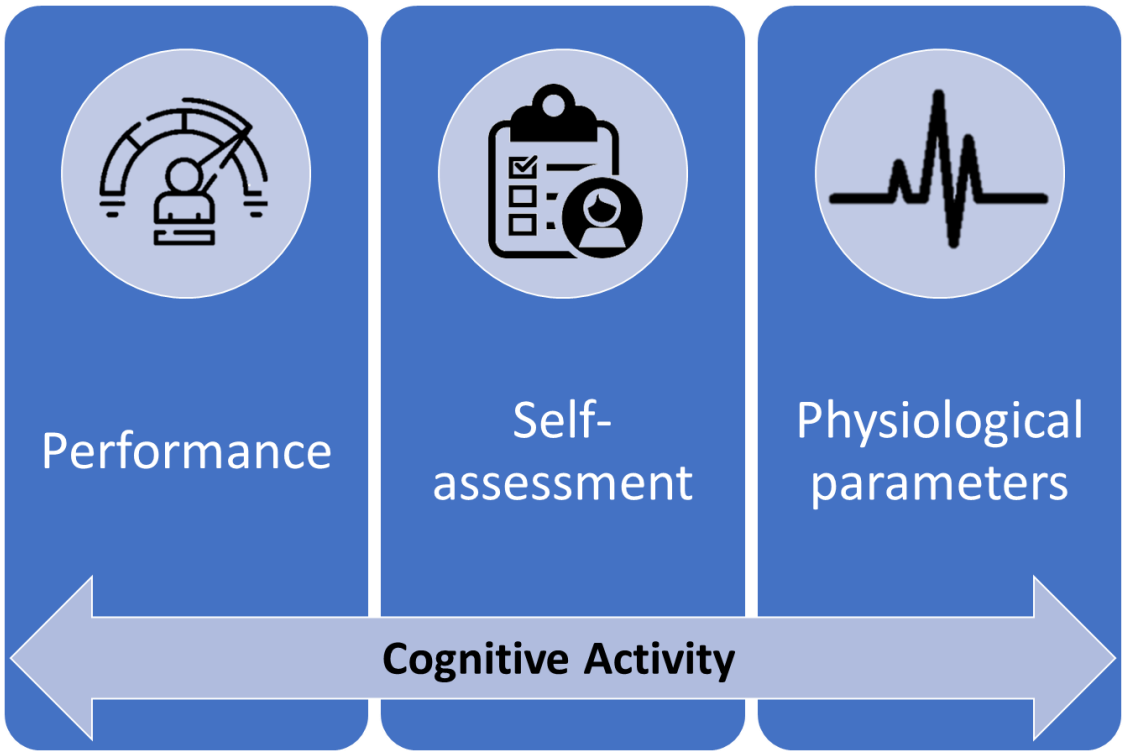 Performance
Self-
assessment
Physiological
parameters
Cognitive Activity